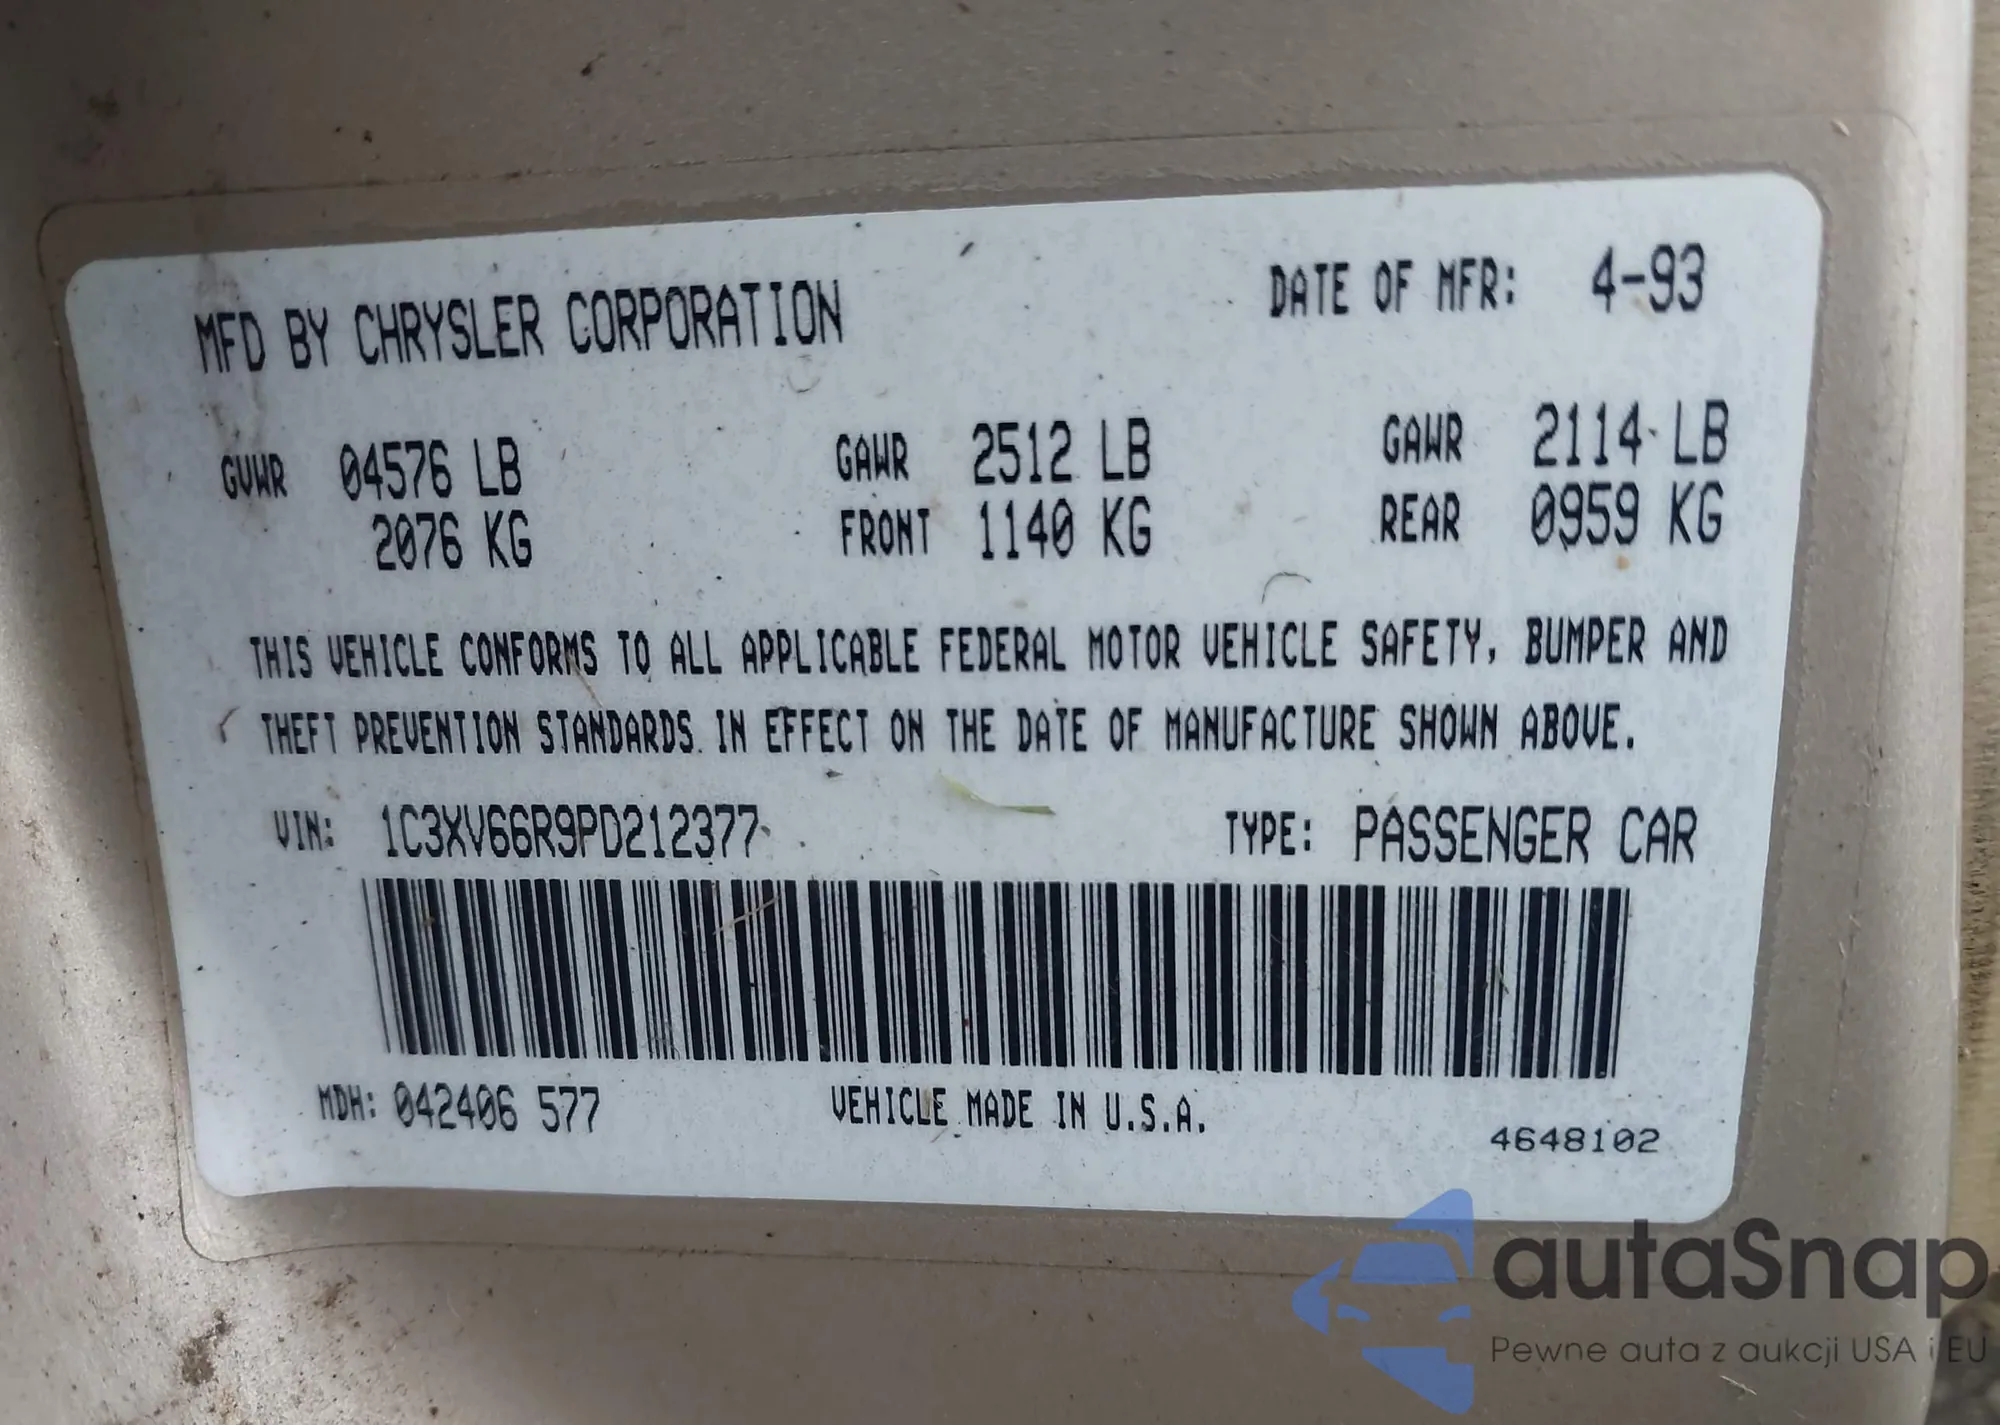 MFD BY CHRYSLER CORPORATION DATE OF MFR: 4-93
GVWR 04576 LB GAWR 2512 LB GAWR 2114 LB
2076 KG FRONT 1140 KG REAR 0959 KG
THIS VEHICLE CONFORMS TO ALL APPLICABLE FEDERAL MOTOR VEHICLE SAFETY, BUMPER AND
THEFT PREVENTION STANDARDS IN EFFECT ON THE DATE OF MANUFACTURE SHOWN ABOVE.
VIN: 1C3XV66R9PD212377 TYPE: PASSENGER CAR
MDH: 042406 577 VEHICLE MADE IN U.S.A.
4648102
autaSnap
Pewne auta z aukcji USA i EU